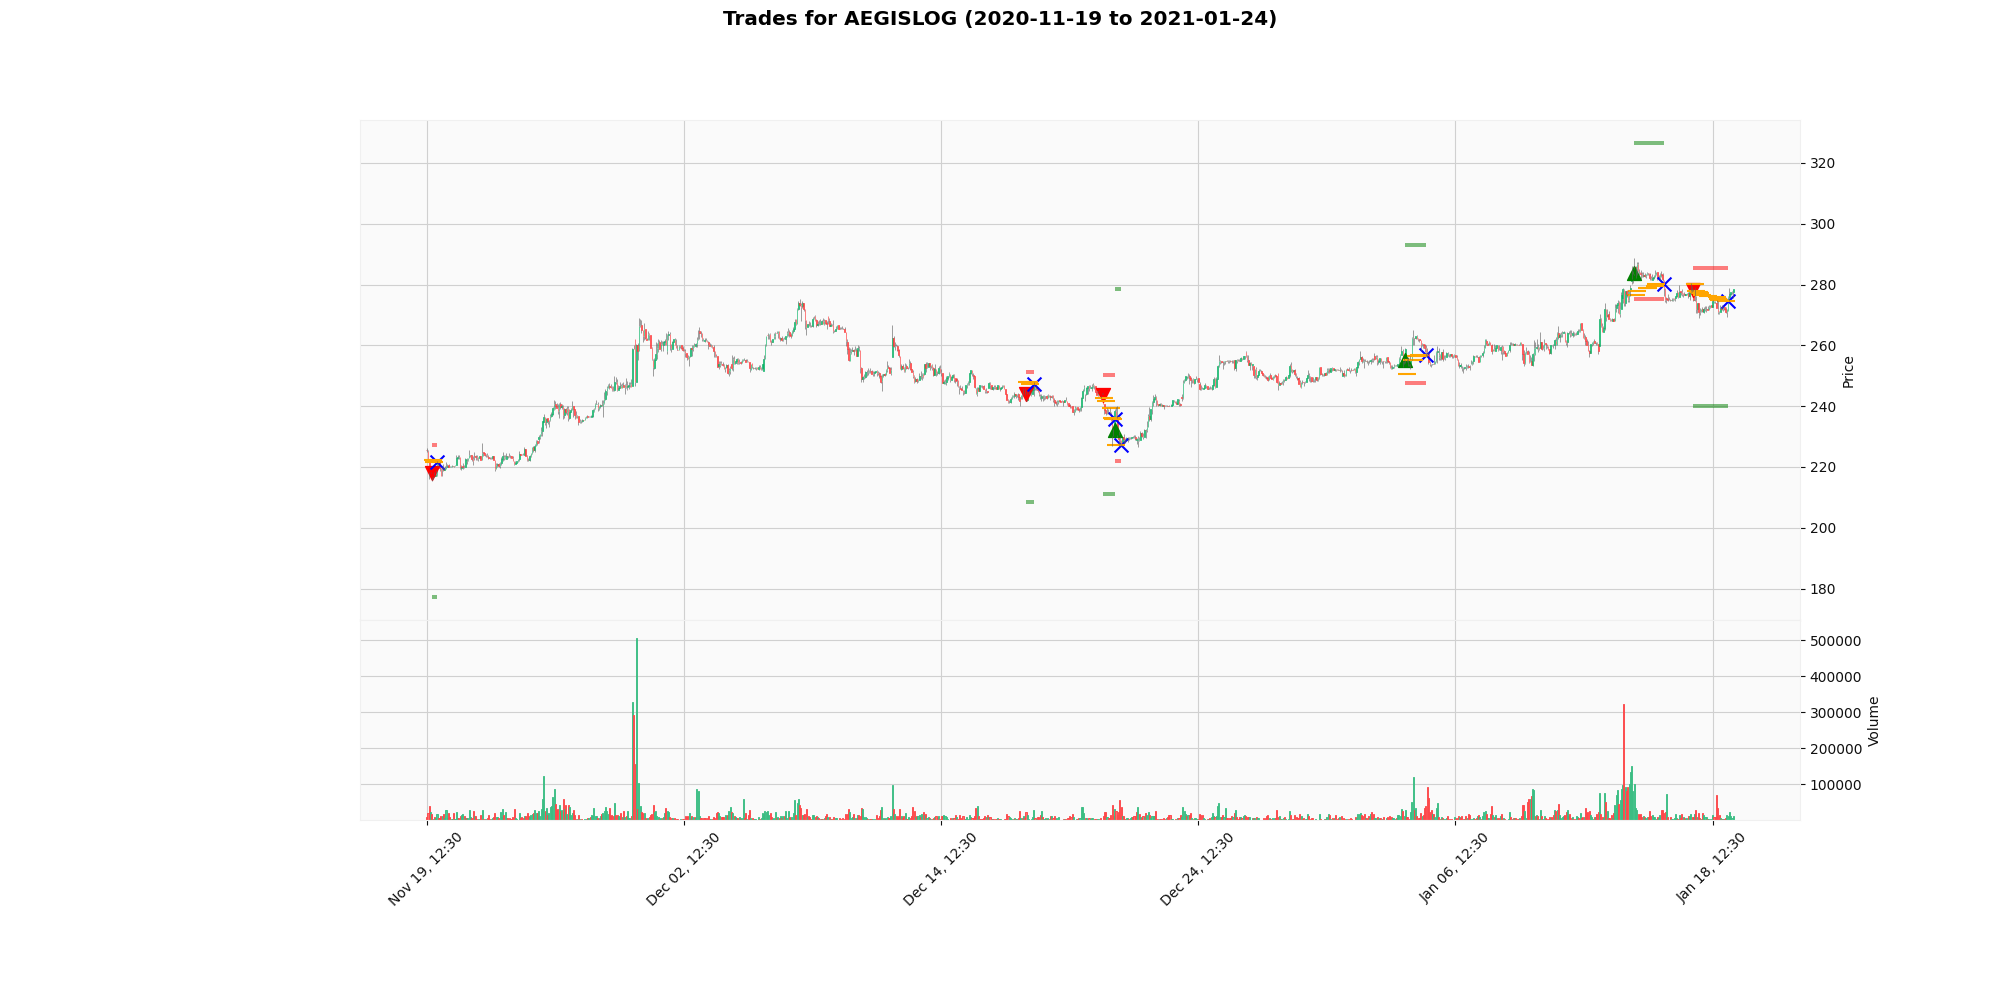 Trades for AEGISLOG (2020-11-19 to 2021-01-24)
320
300
280
260
240
220
200
180
Price
500000
400000
300000
200000
100000
Volume
Nov 19, 12:30
Dec 02, 12:30
Dec 14, 12:30
Dec 24, 12:30
Jan 06, 12:30
Jan 18, 12:30